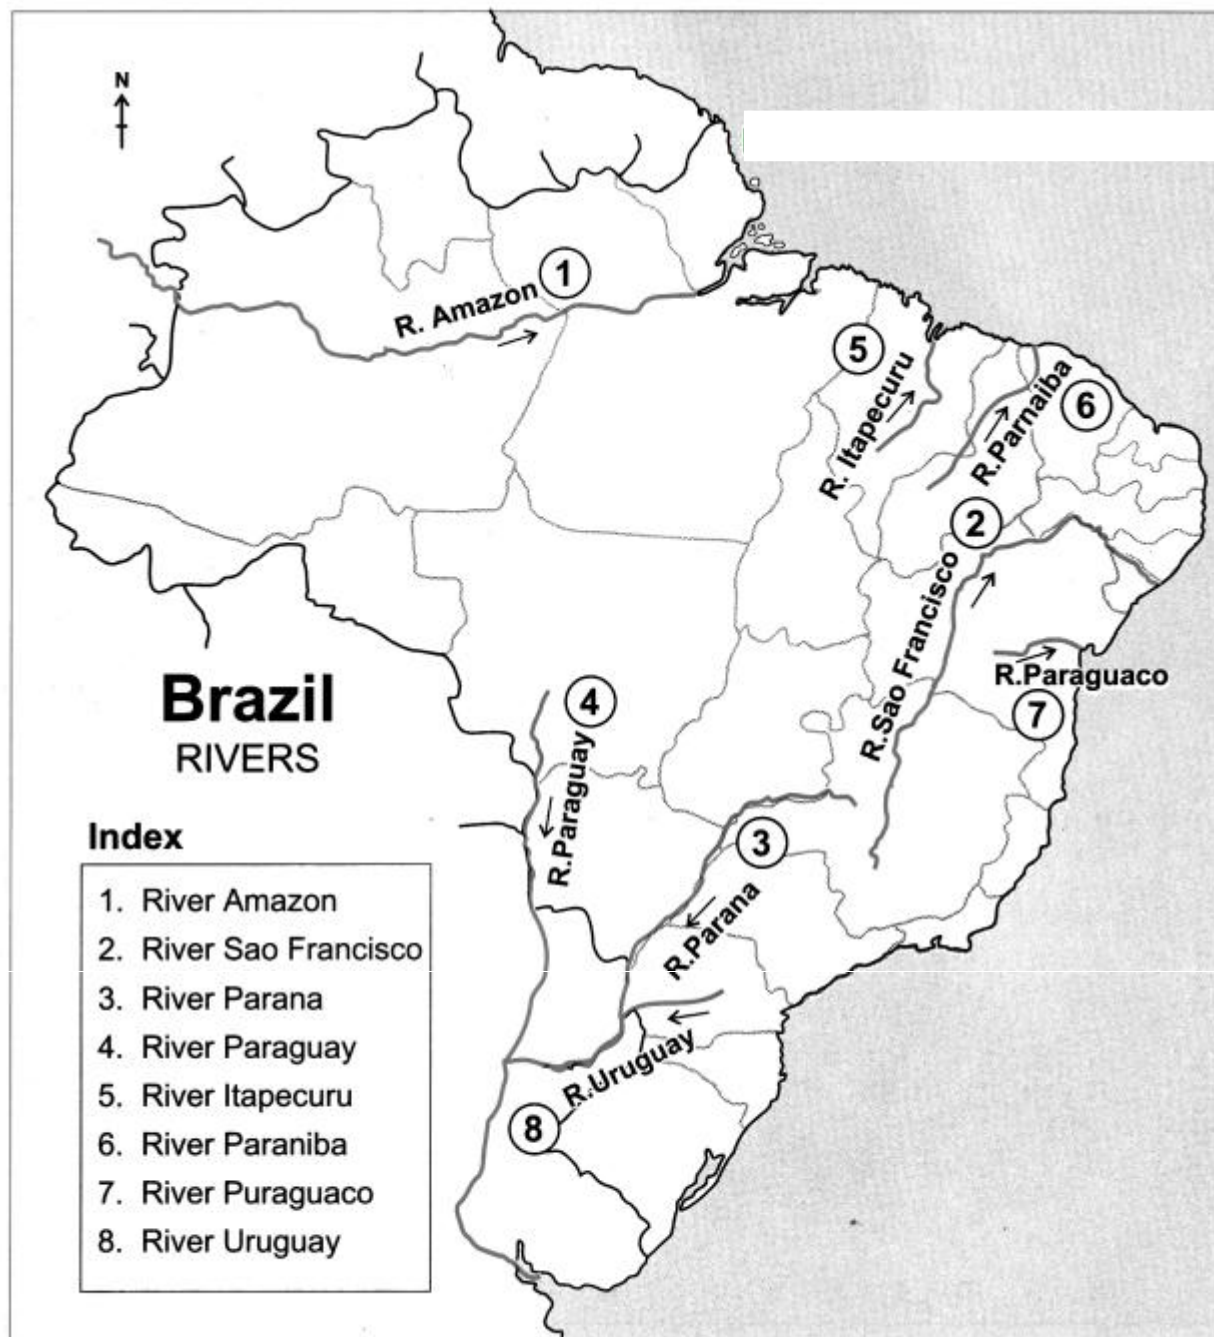 N
1
R. Amazon
5
R. Itapecuru
6
R.Parnaiba
2
R.Sao Francisco
R.Paraguaco
7
4
R.Paraguay
3
R.Parana
R.Uruguay
8
Brazil
RIVERS
Index
1. River Amazon
2. River Sao Francisco
3. River Parana
4. River Paraguay
5. River Itapecuru
6. River Paraniba
7. River Puraguaco
8. River Uruguay